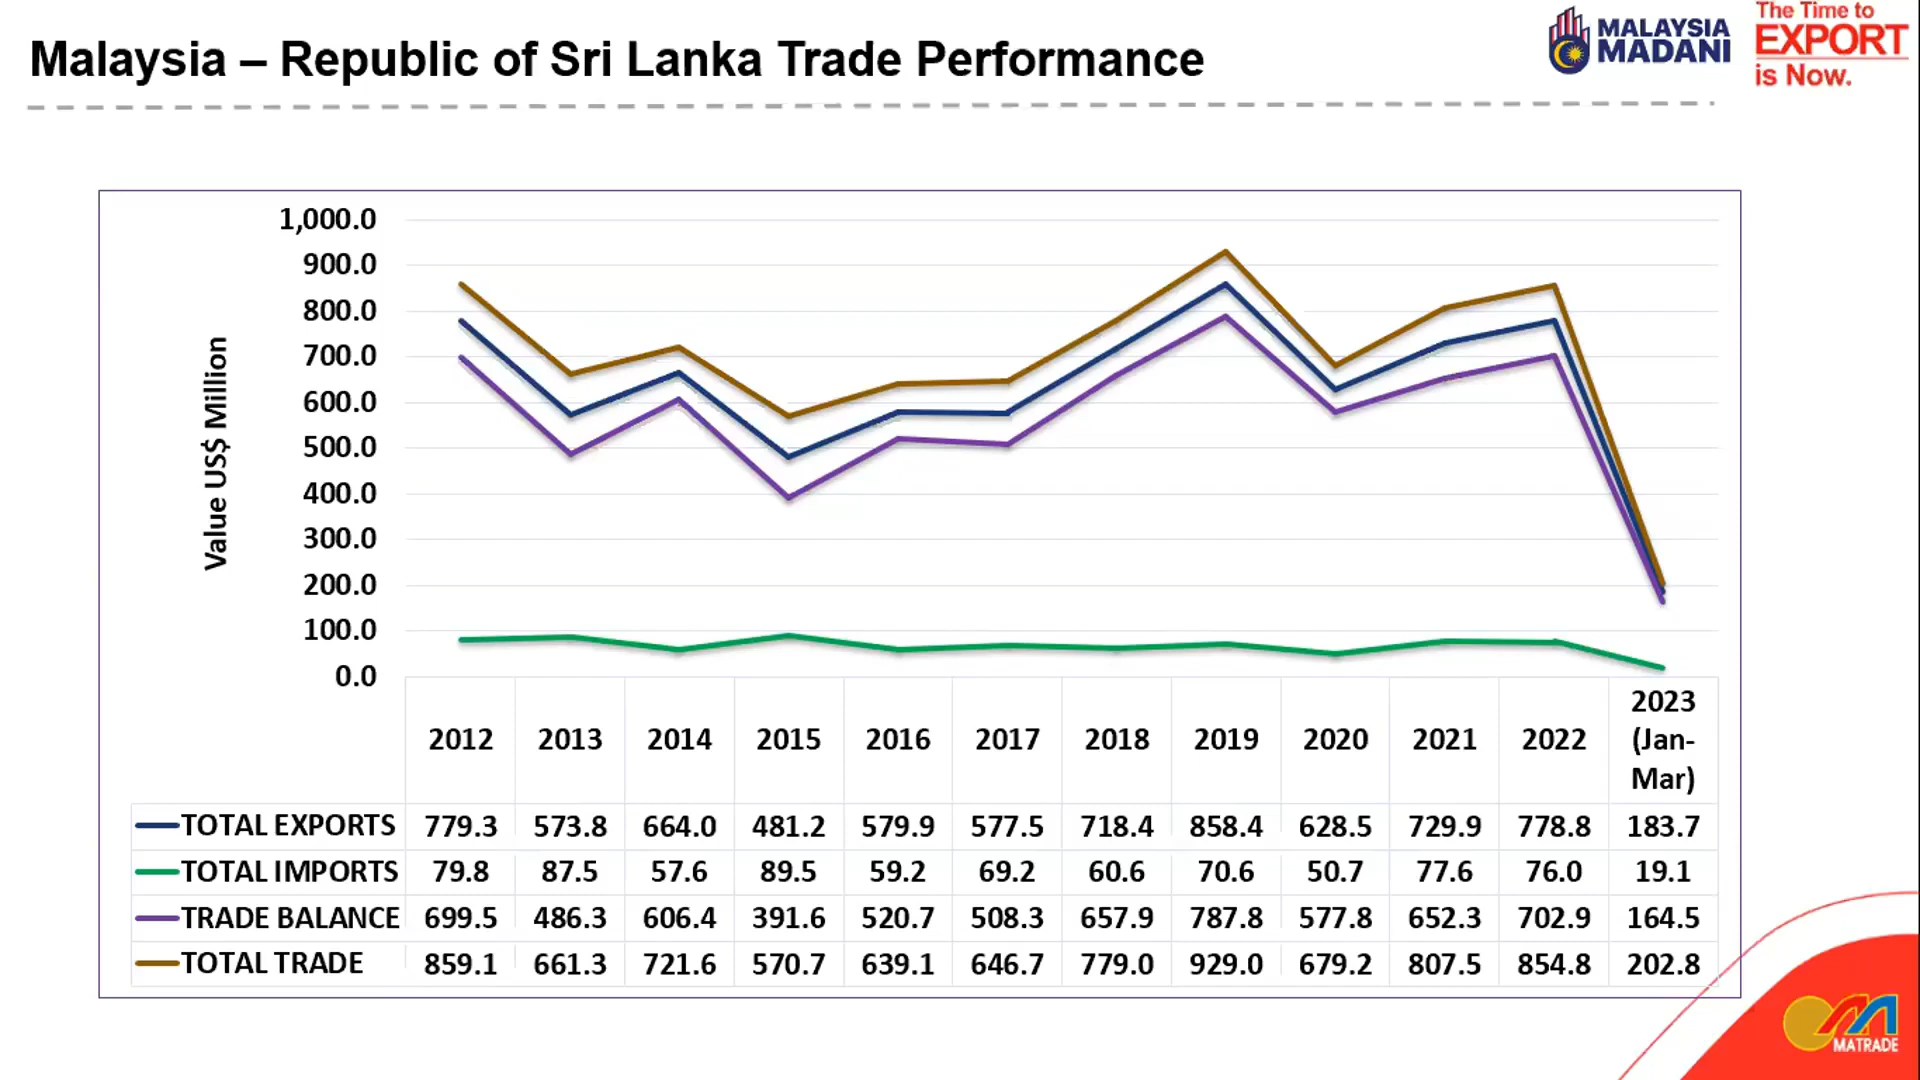 Malaysia – Republic of Sri Lanka Trade Performance
MALAYSIA
MADANI
The Time to
EXPORT
is Now.
Value US$ Million
1,000.0
900.0
800.0
700.0
600.0
500.0
400.0
300.0
200.0
100.0
0.0
2012 2013 2014 2015 2016 2017 2018 2019 2020 2021 2022 2023 (Jan-Mar)
TOTAL EXPORTS 779.3 573.8 664.0 481.2 579.9 577.5 718.4 858.4 628.5 729.9 778.8 183.7
TOTAL IMPORTS 79.8 87.5 57.6 89.5 59.2 69.2 60.6 70.6 50.7 77.6 76.0 19.1
TRADE BALANCE 699.5 486.3 606.4 391.6 520.7 508.3 657.9 787.8 577.8 652.3 702.9 164.5
TOTAL TRADE 859.1 661.3 721.6 570.7 639.1 646.7 779.0 929.0 679.2 807.5 854.8 202.8
MATRADE